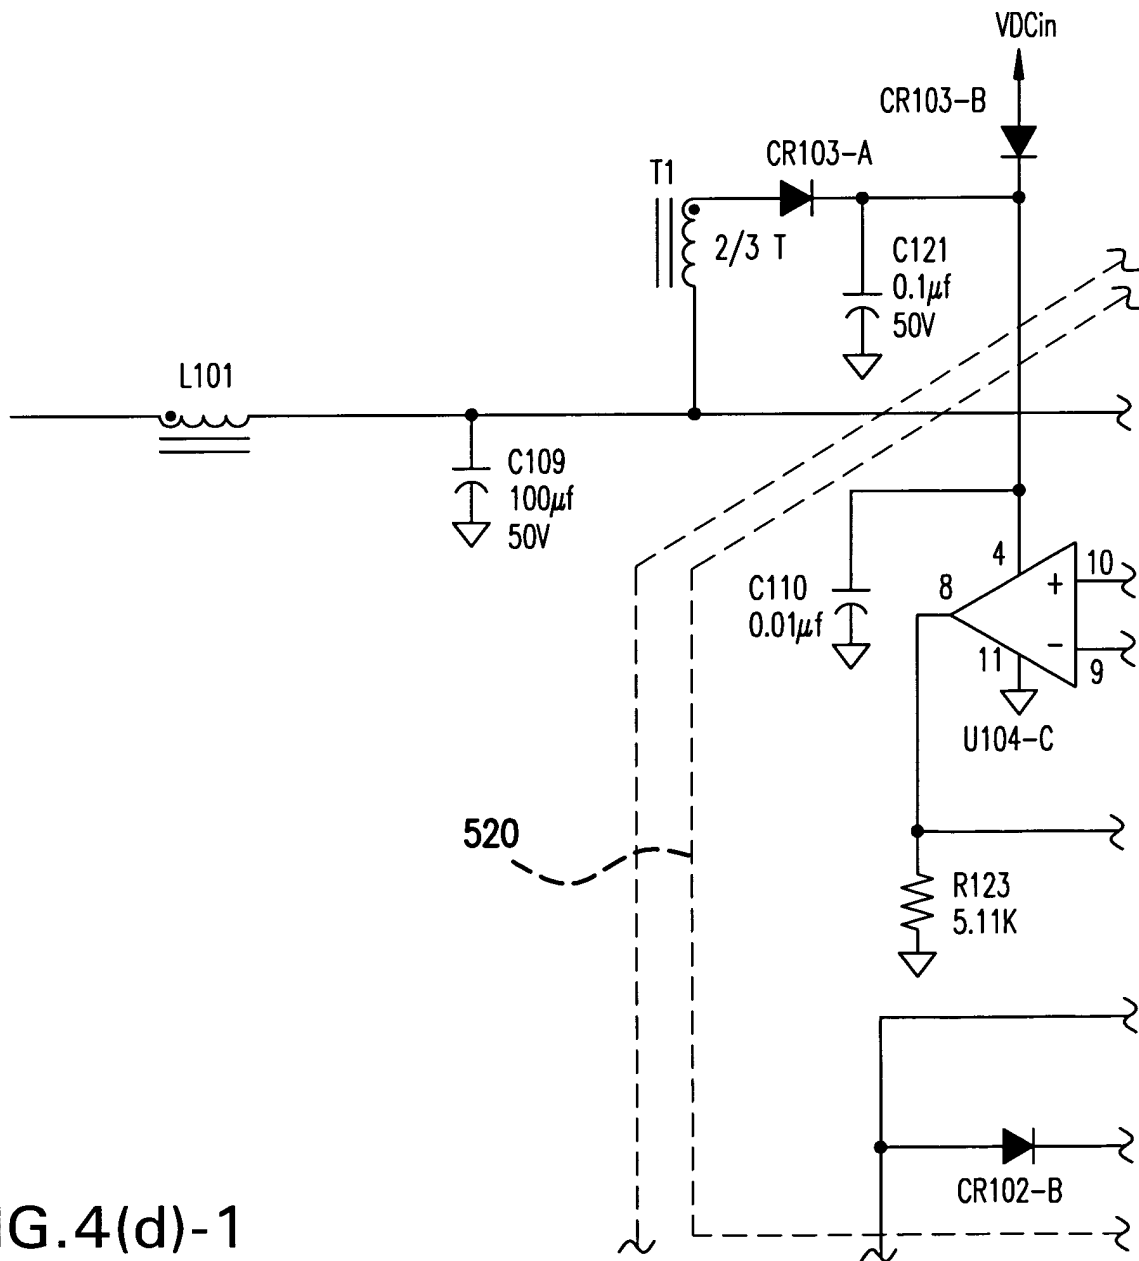 VDCin
CR103-B
CR103-A
T1
2/3 T
C121
0.1µf
50V
L101
C109
100µf
50V
C110
0.01µf
4
8
10
+
-
11
9
U104-C
520
R123
5.11K
CR102-B
IG.4(d)-1